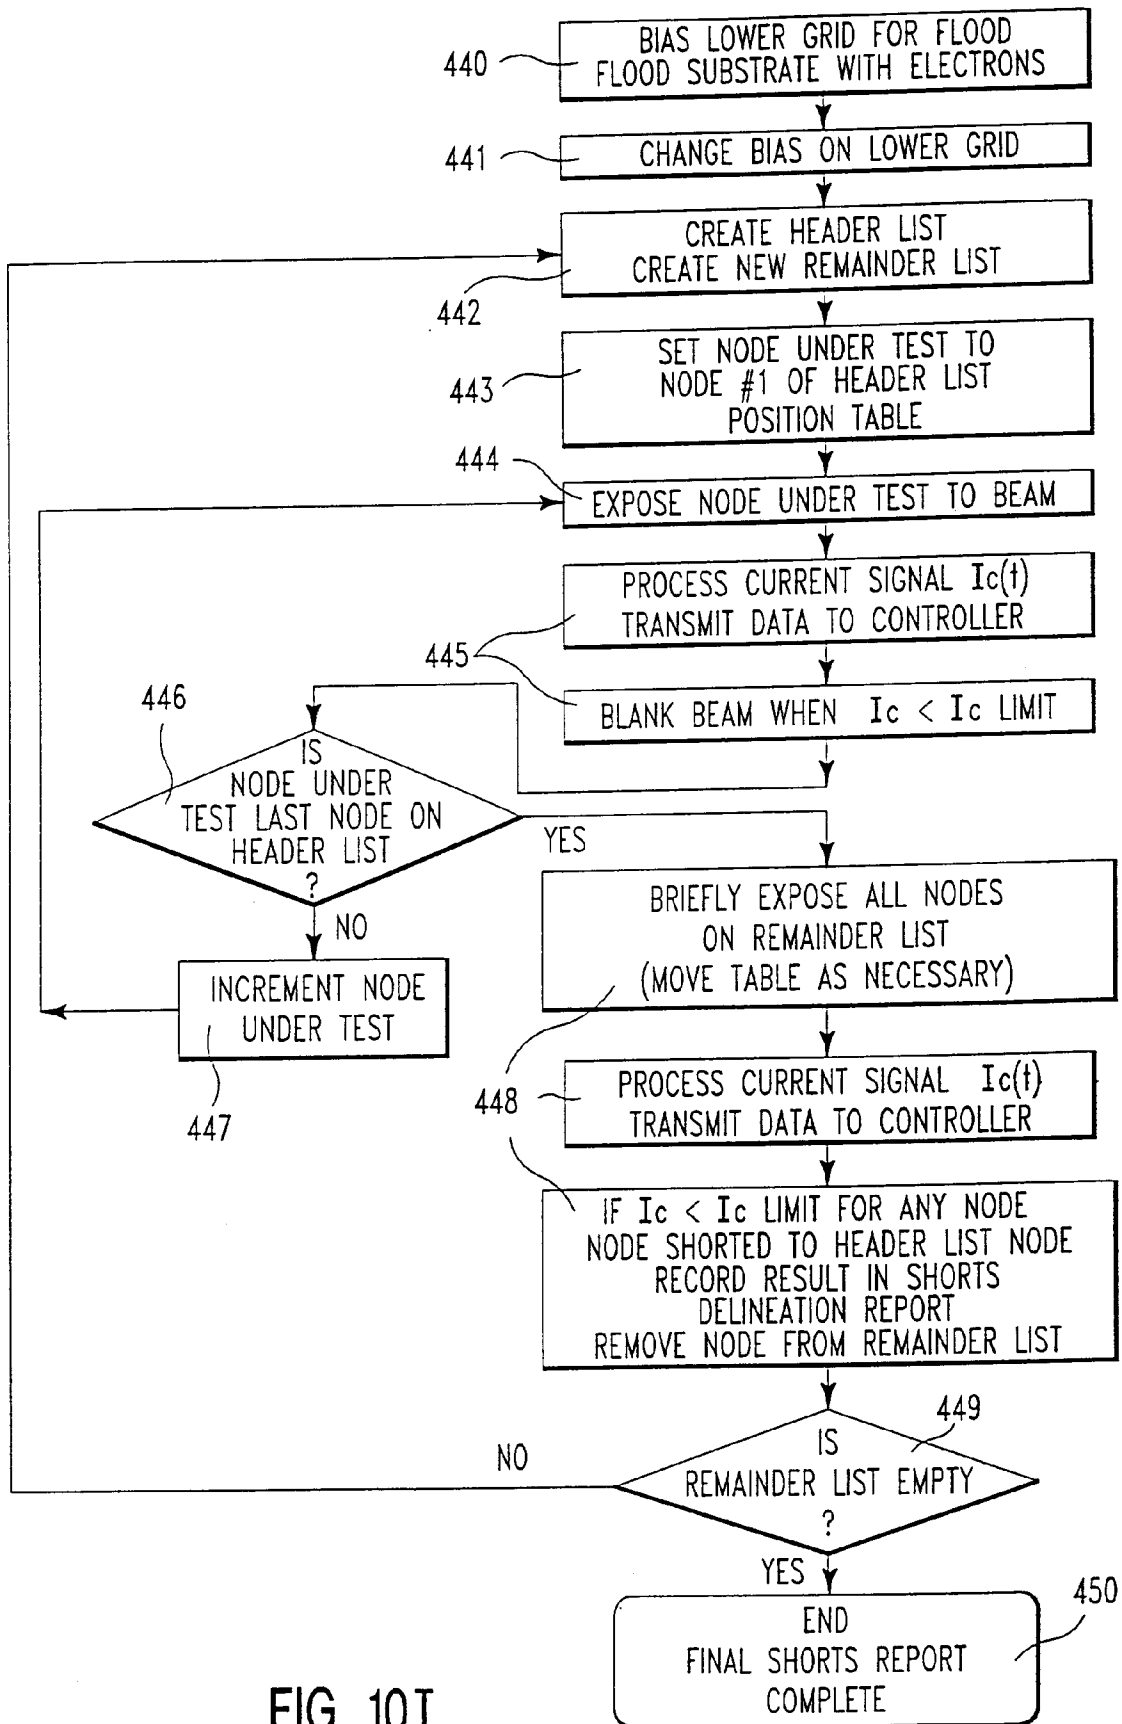 BIAS LOWER GRID FOR FLOOD
FLOOD SUBSTRATE WITH ELECTRONS
440
CHANGE BIAS ON LOWER GRID
441
CREATE HEADER LIST
CREATE NEW REMAINDER LIST
442
SET NODE UNDER TEST TO
NODE #1 OF HEADER LIST
POSITION TABLE
443
444
EXPOSE NODE UNDER TEST TO BEAM
PROCESS CURRENT SIGNAL Ic(t)
TRANSMIT DATA TO CONTROLLER
445
BLANK BEAM WHEN Ic < Ic LIMIT
446
IS
NODE UNDER
TEST LAST NODE ON
HEADER LIST
?
YES
NO
INCREMENT NODE
UNDER TEST
447
BRIEFLY EXPOSE ALL NODES
ON REMAINDER LIST
(MOVE TABLE AS NECESSARY)
448
PROCESS CURRENT SIGNAL Ic(t)
TRANSMIT DATA TO CONTROLLER
IF Ic < Ic LIMIT FOR ANY NODE
NODE SHORTED TO HEADER LIST NODE
RECORD RESULT IN SHORTS
DELINEATION REPORT
REMOVE NODE FROM REMAINDER LIST
449
IS
REMAINDER LIST EMPTY
?
NO
YES
450
END
FINAL SHORTS REPORT
COMPLETE
FIG. 10T